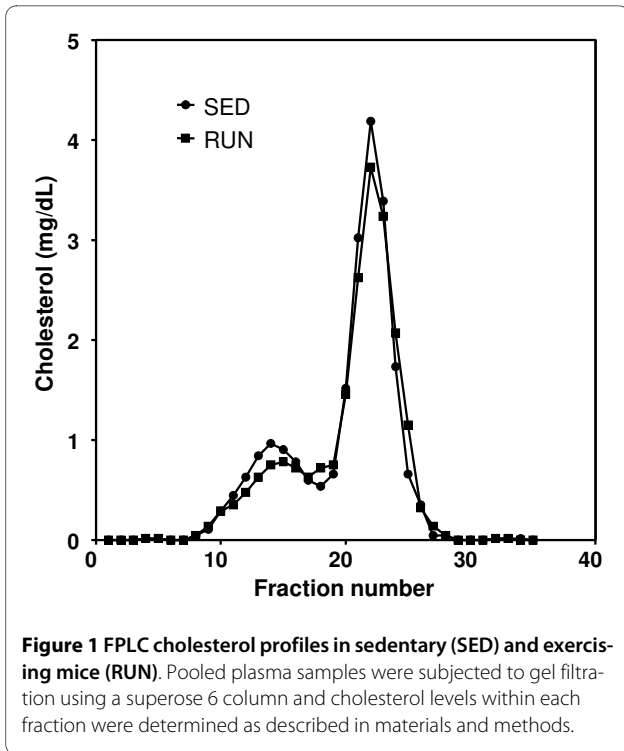 5
SED
RUN
4
3
2
1
0
Cholesterol (mg/dL)
0 10 20 30 40
Fraction number
Figure 1 FPLC cholesterol profiles in sedentary (SED) and exercis-
ing mice (RUN). Pooled plasma samples were subjected to gel filtra-
tion using a superose 6 column and cholesterol levels within each
fraction were determined as described in materials and methods.